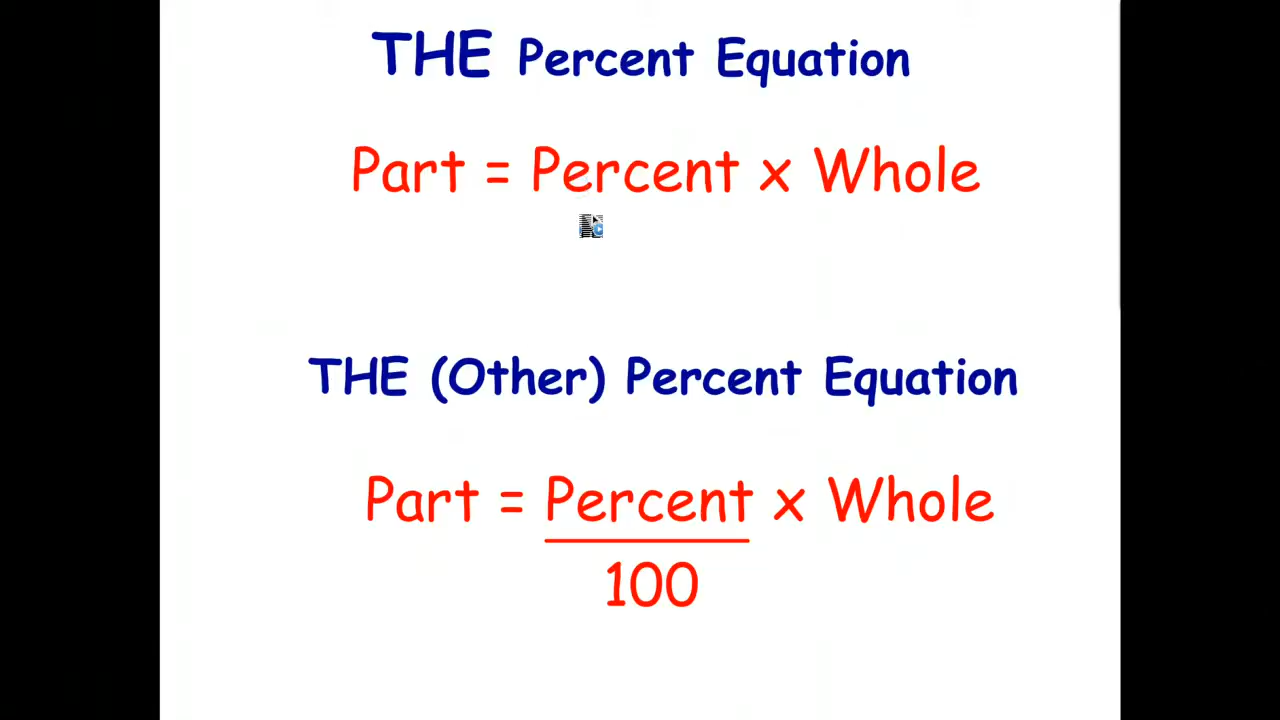 THE Percent Equation
Part = Percent x Whole
THE (Other) Percent Equation
Part = Percent x Whole
100